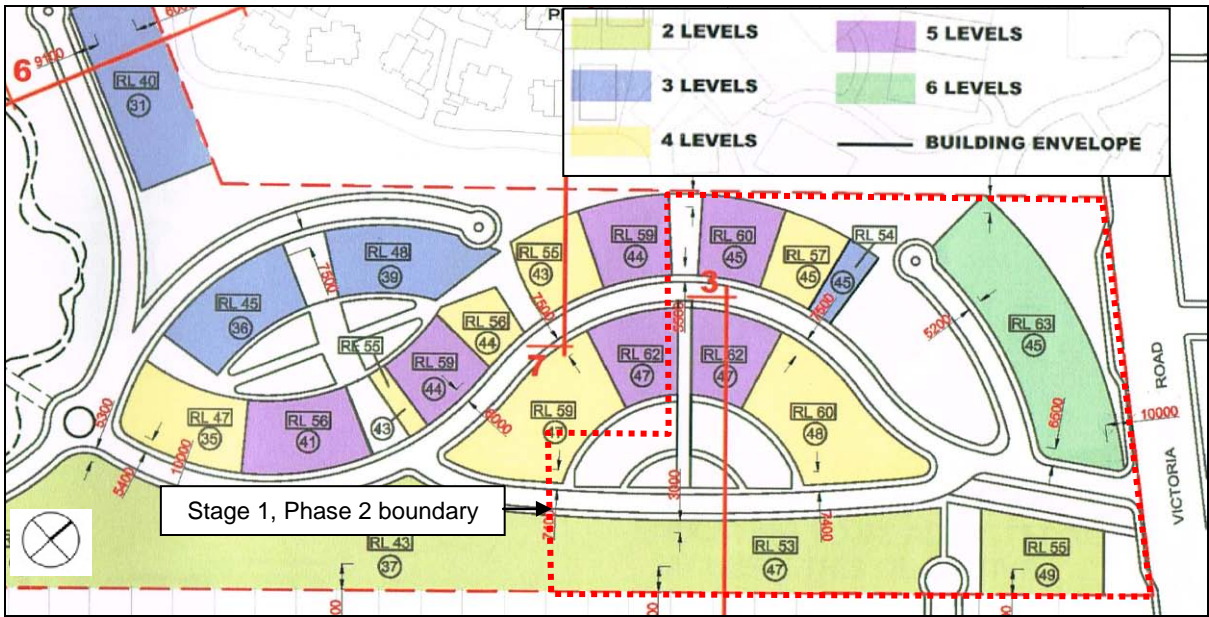 2 LEVELS
5 LEVELS
3 LEVELS
6 LEVELS
4 LEVELS
BUILDING ENVELOPE
6
9100
RL 40
31
RL 48
39
7500
RL 45
36
RL 55
43
RL 59
44
RL 60
45
RL 57
45
RL 54
45
7500
7500
3
7
RL 56
44
RL 55
43
RL 59
44
RL 62
47
RL 62
47
5200
RL 63
45
RL 47
35
RL 56
41
RL 59
RL 60
48
5300
5400
10000
6500
10000
VICTORIA ROAD
3000
7400
Stage 1, Phase 2 boundary
RL 43
37
RL 53
47
RL 55
49